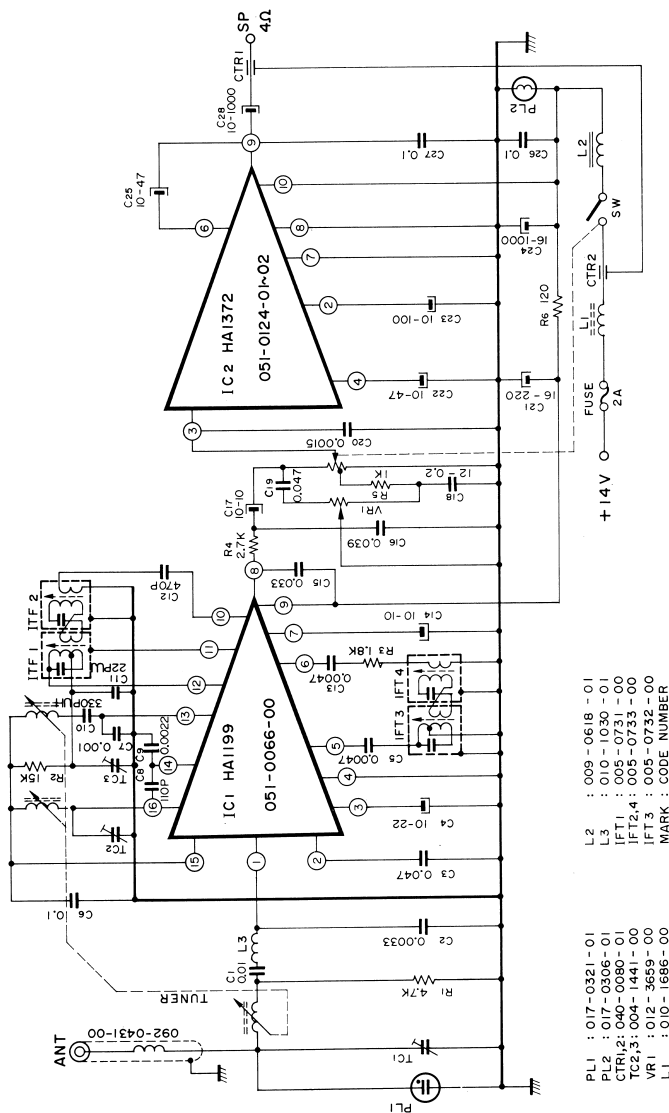 ANT
092-0431-00
PL1
TC1
TUNER
C1
0.01
L3
R1
4.7K
C2
0.0033
C6
0.1
TC2
R2
15K
TC3
C7
0.001
C8
110P
C9
0.0022
C10
330PUH
C11
22PUJ
ITF 1
ITF 2
C12
470P
15
16
14
13
12
11
10
1
2
3
4
5
6
7
8
9
IC1 HA1199
051-0066-00
C3
0.047
C4
10-22
C5
0.0047
C13
0.0047
R3 1.8K
IFT3
IFT4
C14 10-10
C15
0.033
R4
2.7K
C17
10-10
C16 0.039
C19
0.047
VR1
R5
1K
C18
12-0.2
C20 0.0015
3
4
2
7
8
10
6
9
IC2 HA1372
051-0124-01~02
C22 10-47
C23 10-100
C21
16-220
C24
16-1000
C25
10-47
C26 0.1
C27 0.1
C28
10-1000
CTR1
SP
4Ω
PL2
R6 120
+14V
FUSE
2A
L1
CTR2
SW
L2
PL1 : 017-0321-01
PL2 : 017-0306-01
CTR1,2: 040-0080-01
TC2,3: 004-1441-00
VR1 : 012-3659-00
L1 : 010-1686-00
L2 : 009-0618-01
L3 : 010-1030-01
IFT1 : 005-0731-00
IFT2,4: 005-0733-00
IFT3 : 005-0732-00
MARK : CODE NUMBER